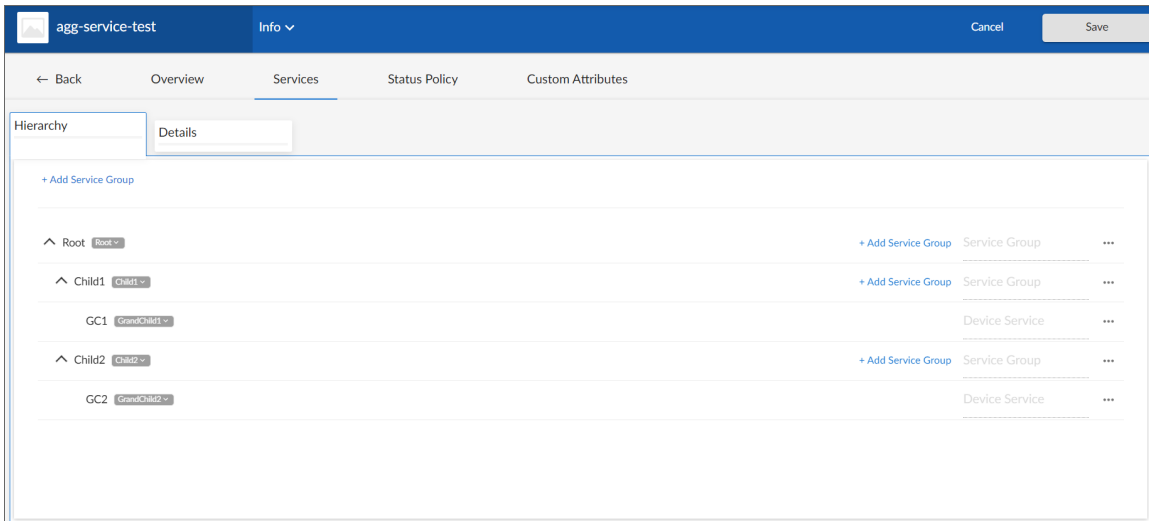 agg-service-test Info Cancel Save
← Back Overview Services Status Policy Custom Attributes
Hierarchy
Details
+ Add Service Group
Root Root + Add Service Group Service Group ...
Child1 Child1 + Add Service Group Service Group ...
GC1 GrandChild1 Device Service ...
Child2 Child2 + Add Service Group Service Group ...
GC2 GrandChild2 Device Service ...